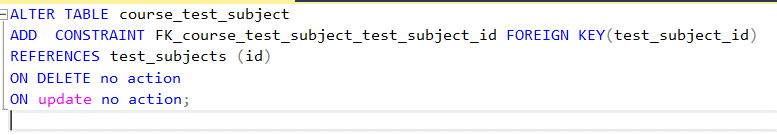 ALTER TABLE course_test_subject
ADD  CONSTRAINT FK_course_test_subject_test_subject_id FOREIGN KEY(test_subject_id)
REFERENCES test_subjects (id)
ON DELETE no action
ON update no action;